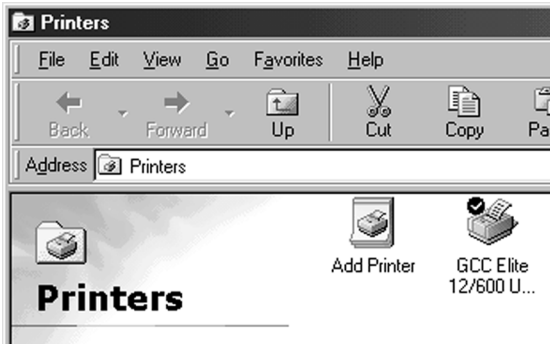 Printers
File Edit View Go Favorites Help
Back Forward Up Cut Copy Pa
Address Printers
Printers
Add Printer
GCC Elite
12/600 U...